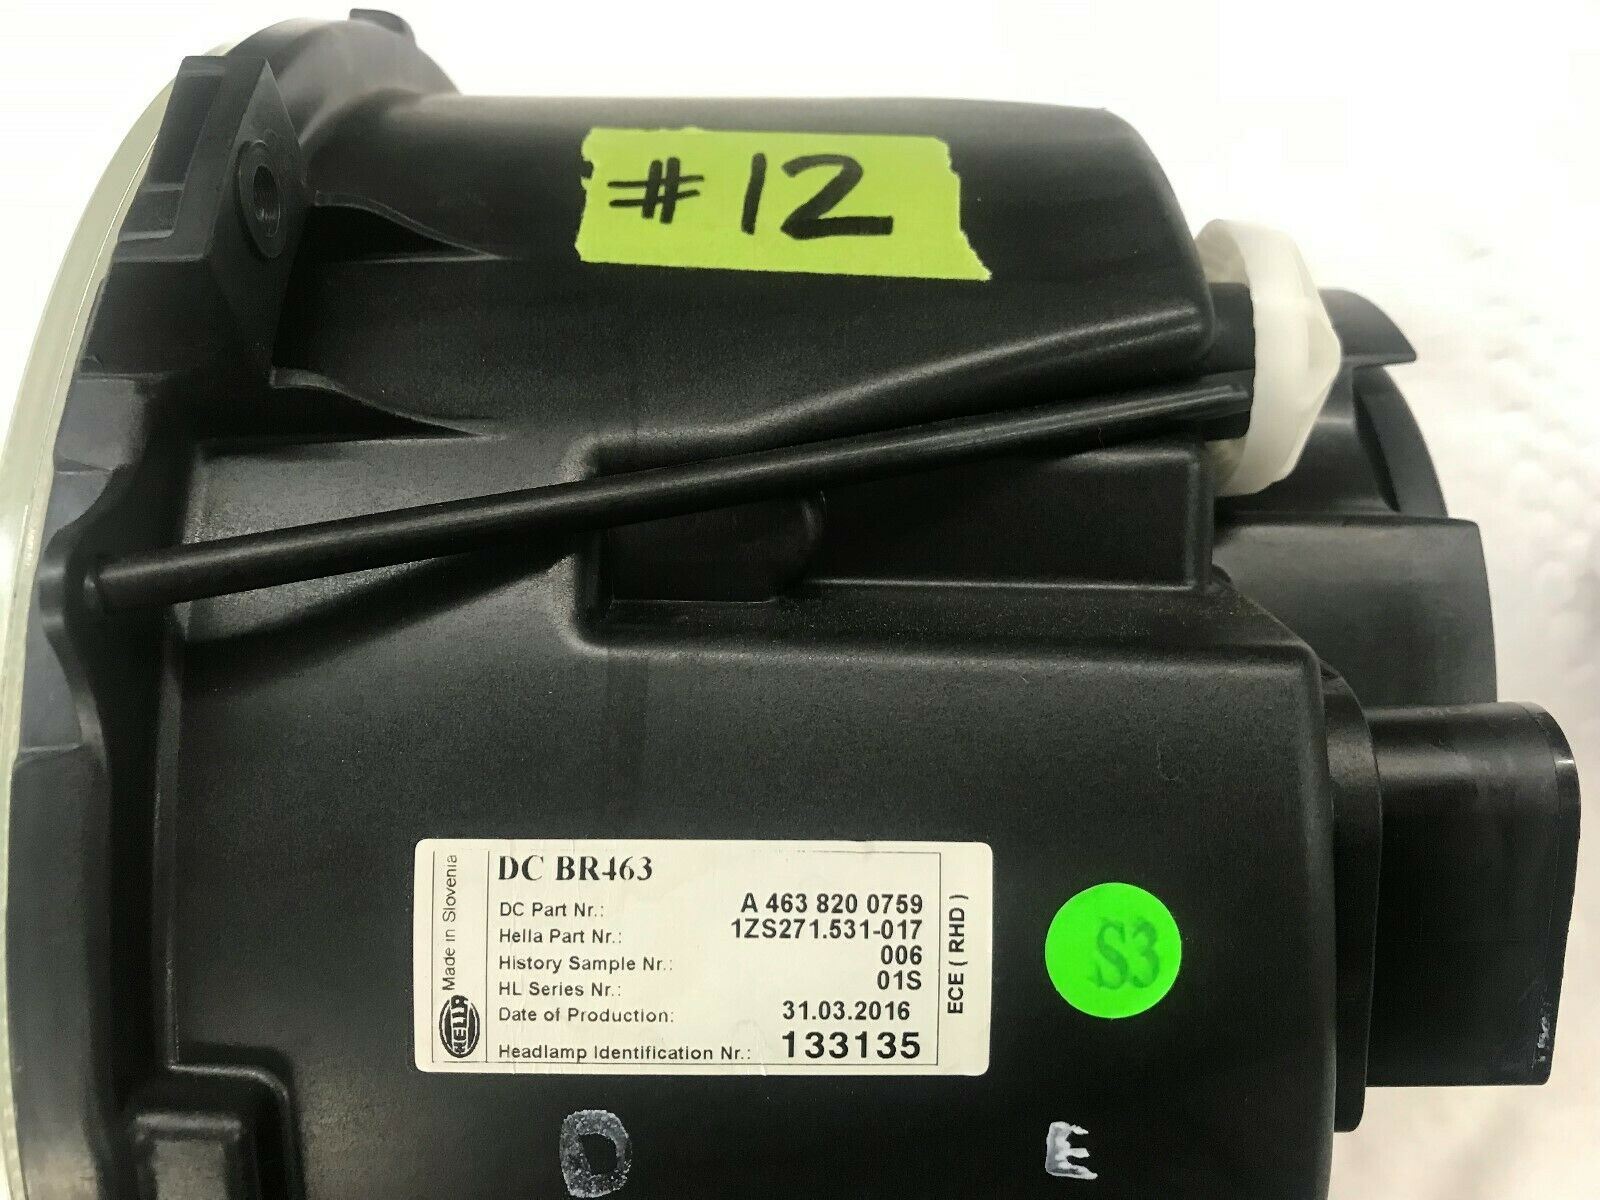 #12
DC BR463
DC Part Nr.: A 463 820 0759
Hella Part Nr.: 1ZS271.531-017
History Sample Nr.: 006
HL Series Nr.: 01S
Date of Production: 31.03.2016
Headlamp Identification Nr.: 133135
Made in Slovenia
HELLA
ECE ( RHD )
S3
D E